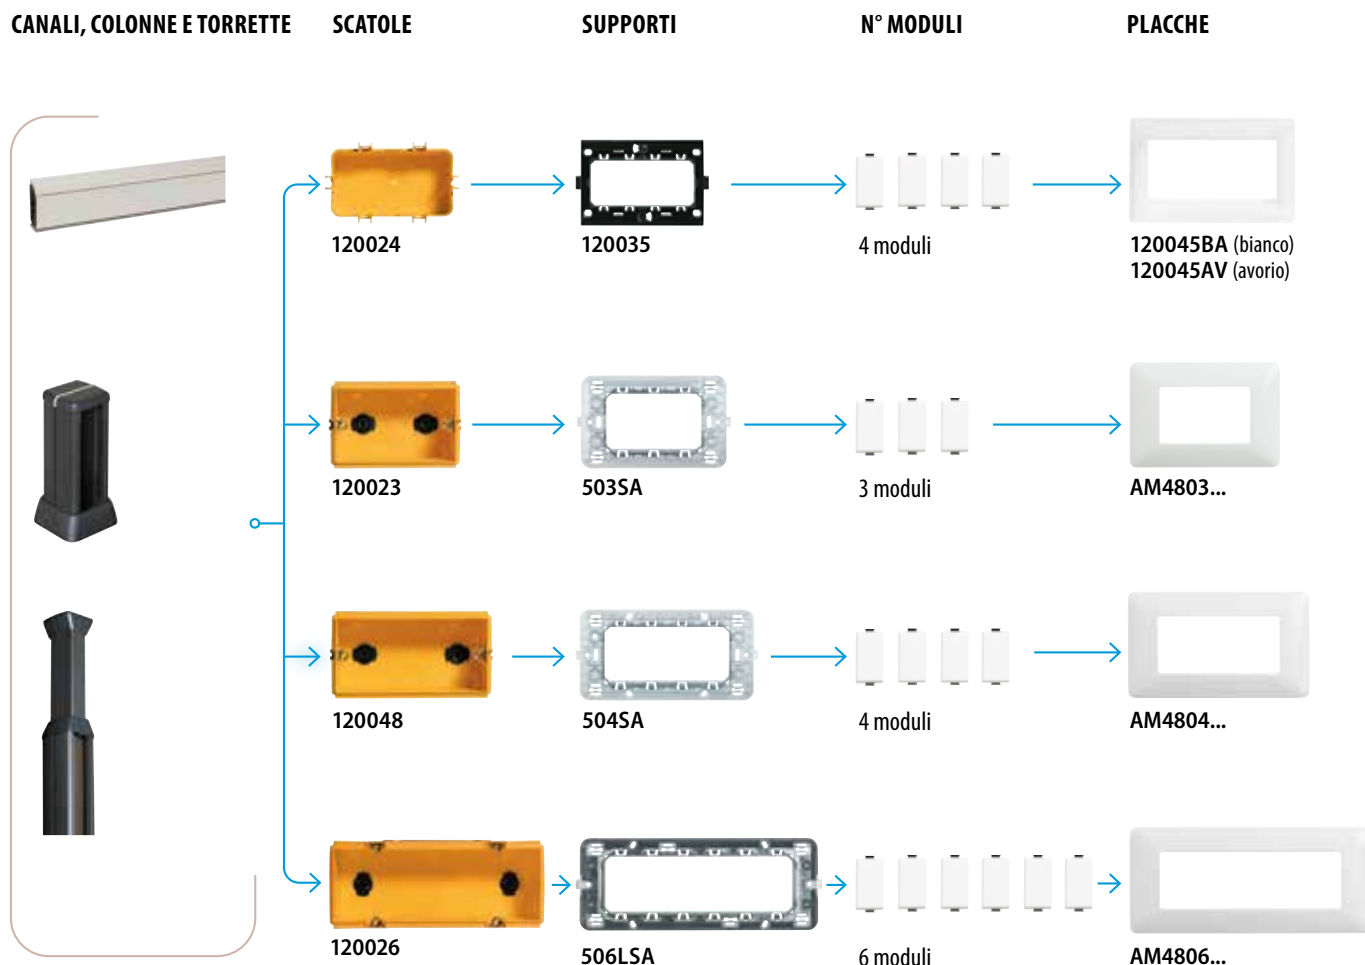 CANALI, COLONNE E TORRETTE
SCATOLE
SUPPORTI
N° MODULI
PLACCHE
120024
120035
4 moduli
120045BA (bianco)
120045AV (avorio)
120023
503SA
3 moduli
AM4803...
120048
504SA
4 moduli
AM4804...
120026
506LSA
6 moduli
AM4806...